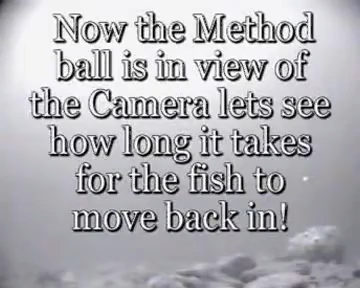 Now the Method
ball is in view of
the Camera lets see
how long it takes
for the fish to
move back in!